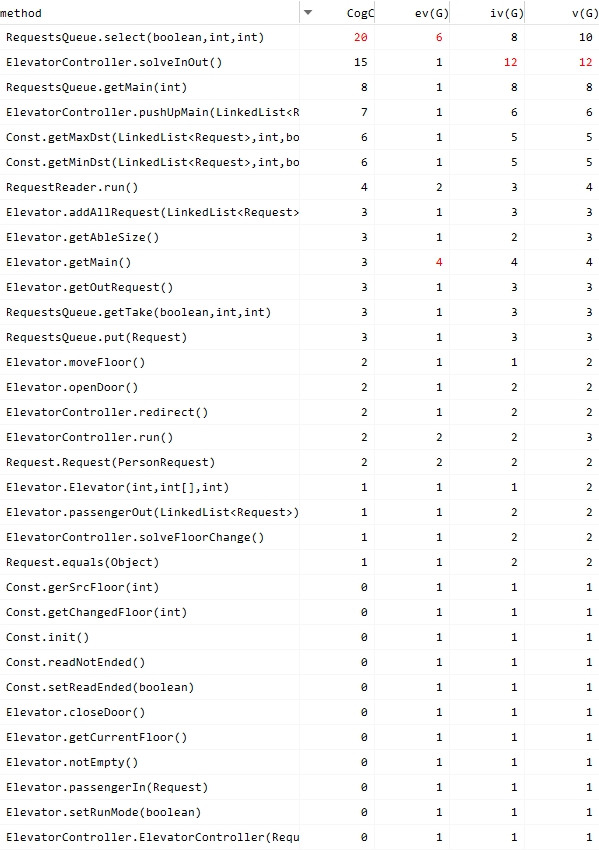 method CogC ev(G) iv(G) v(G)
RequestsQueue.select(boolean,int,int) 20 6 8 10
ElevatorController.solveInOut() 15 1 12 12
RequestsQueue.getMain(int) 8 1 8 8
ElevatorController.pushUpMain(LinkedList<R 7 1 6 6
Const.getMaxDst(LinkedList<Request>,int,bo 6 1 5 5
Const.getMinDst(LinkedList<Request>,int,bo 6 1 5 5
RequestReader.run() 4 2 3 4
Elevator.addAllRequest(LinkedList<Request> 3 1 3 3
Elevator.getAbleSize() 3 1 2 3
Elevator.getMain() 3 4 4 4
Elevator.getOutRequest() 3 1 3 3
RequestsQueue.getTake(boolean,int,int) 3 1 3 3
RequestsQueue.put(Request) 3 1 3 3
Elevator.moveFloor() 2 1 1 2
Elevator.openDoor() 2 1 2 2
ElevatorController.redirect() 2 1 2 2
ElevatorController.run() 2 2 2 3
Request.Request(PersonRequest) 2 2 2 2
Elevator.Elevator(int,int[],int) 1 1 1 2
Elevator.passengerOut(LinkedList<Request>) 1 1 2 2
ElevatorController.solveFloorChange() 1 1 2 2
Request.equals(Object) 1 1 2 2
Const.gerSrcFloor(int) 0 1 1 1
Const.getChangedFloor(int) 0 1 1 1
Const.init() 0 1 1 1
Const.readNotEnded() 0 1 1 1
Const.setReadEnded(boolean) 0 1 1 1
Elevator.closeDoor() 0 1 1 1
Elevator.getCurrentFloor() 0 1 1 1
Elevator.notEmpty() 0 1 1 1
Elevator.passengerIn(Request) 0 1 1 1
Elevator.setRunMode(boolean) 0 1 1 1
ElevatorController.ElevatorController(Requ 0 1 1 1